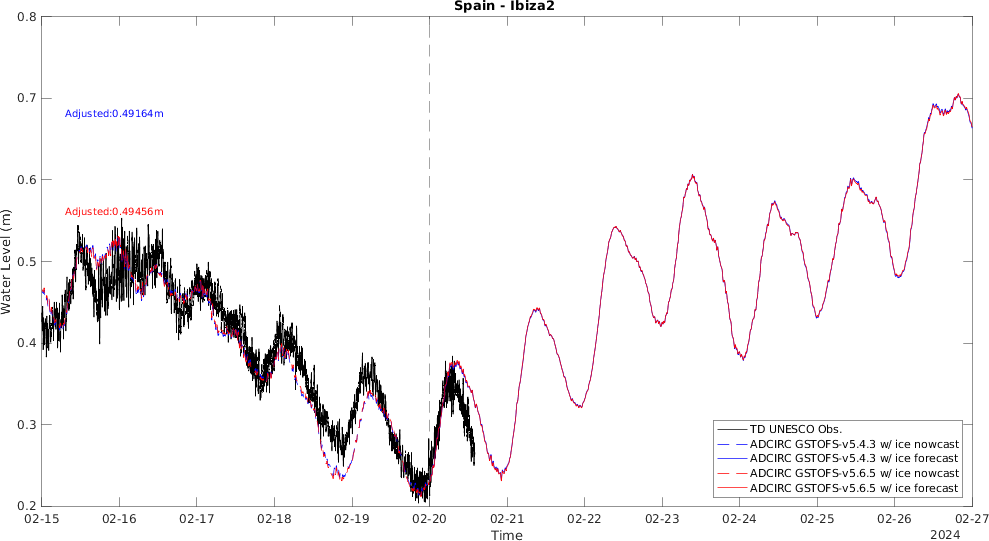 Spain - Ibiza2
0.8
0.7
0.6
0.5
0.4
0.3
0.2
Water Level (m)
Adjusted:0.49164m
Adjusted:0.49456m
TD UNESCO Obs.
ADCIRC GSTOFS-v5.4.3 w/ ice nowcast
ADCIRC GSTOFS-v5.4.3 w/ ice forecast
ADCIRC GSTOFS-v5.6.5 w/ ice nowcast
ADCIRC GSTOFS-v5.6.5 w/ ice forecast
02-15 02-16 02-17 02-18 02-19 02-20 02-21 02-22 02-23 02-24 02-25 02-26 02-27
Time
2024